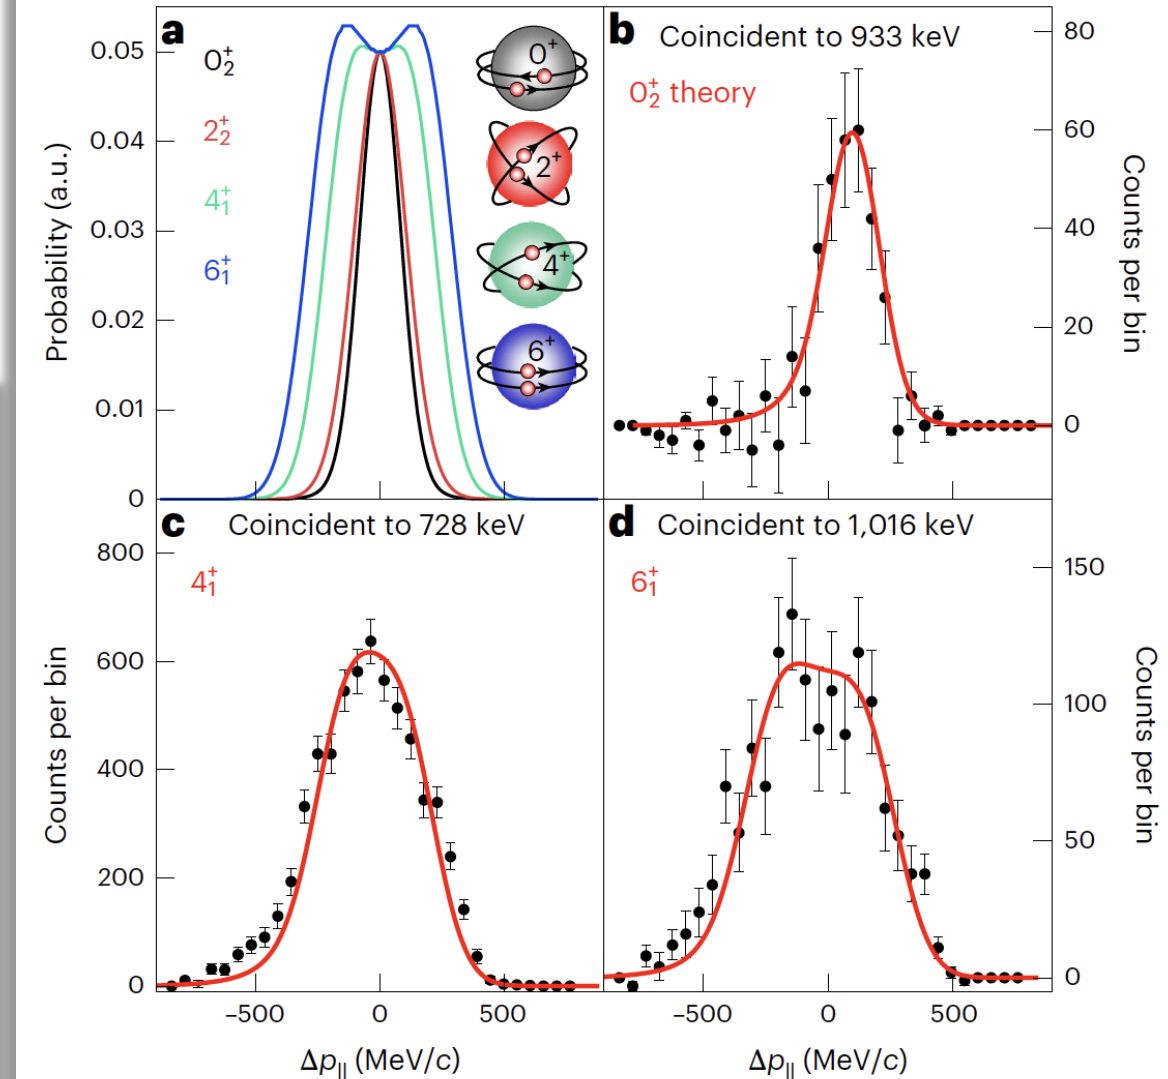 a
0₂⁺
2₂⁺
4₁⁺
6₁⁺
0⁺
2⁺
4⁺
6⁺
Probability (a.u.)
0.05
0.04
0.03
0.02
0.01
0
b Coincident to 933 keV
0₂⁺ theory
80
60
40
20
0
Counts per bin
c Coincident to 728 keV
4₁⁺
Counts per bin
800
600
400
200
0
–500 0 500
Δp|| (MeV/c)
d Coincident to 1,016 keV
6₁⁺
150
100
50
0
Counts per bin
–500 0 500
Δp|| (MeV/c)